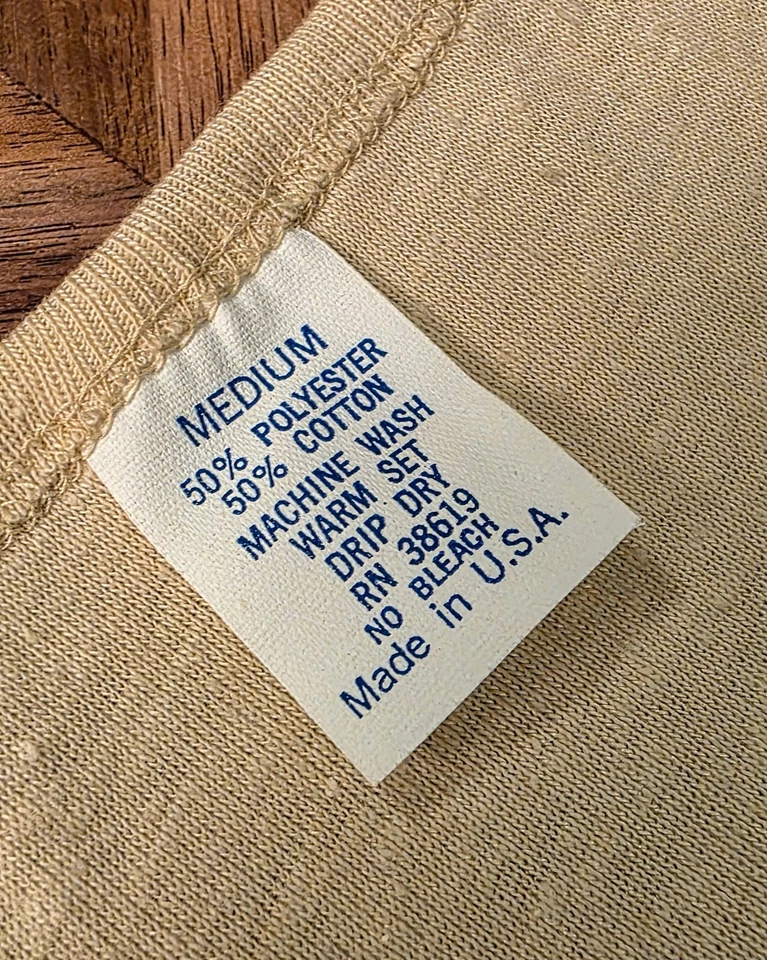 MEDIUM
50% POLYESTER
50% COTTON
MACHINE WASH
WARM SET
DRIP DRY
RN 38619
NO BLEACH
Made in U.S.A.